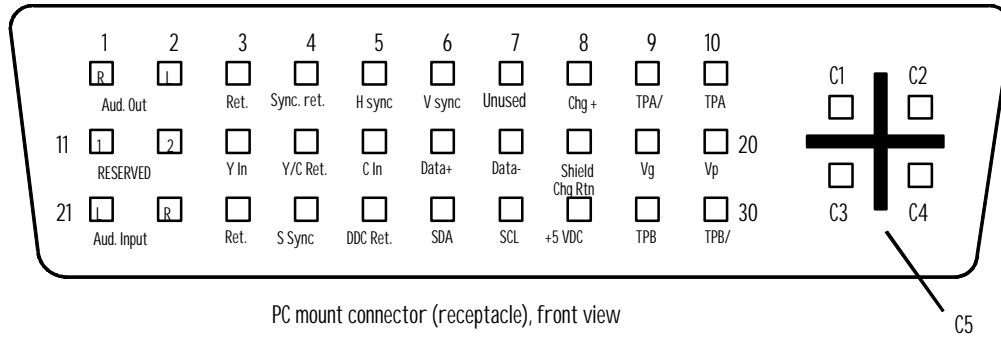 1 2 3 4 5 6 7 8 9 10
R L
C1 C2
Aud. Out Ret. Sync. ret. H sync V sync Unused Chg + TPA/ TPA
11 1 2 20
RESERVED Y In Y/C Ret. C In Data+ Data- Shield Vg Vp
Chg Rtn
21 L R 30
C3 C4
Aud. Input Ret. S Sync DDC Ret. SDA SCL +5 VDC TPB TPB/
PC mount connector (receptacle), front view
C5